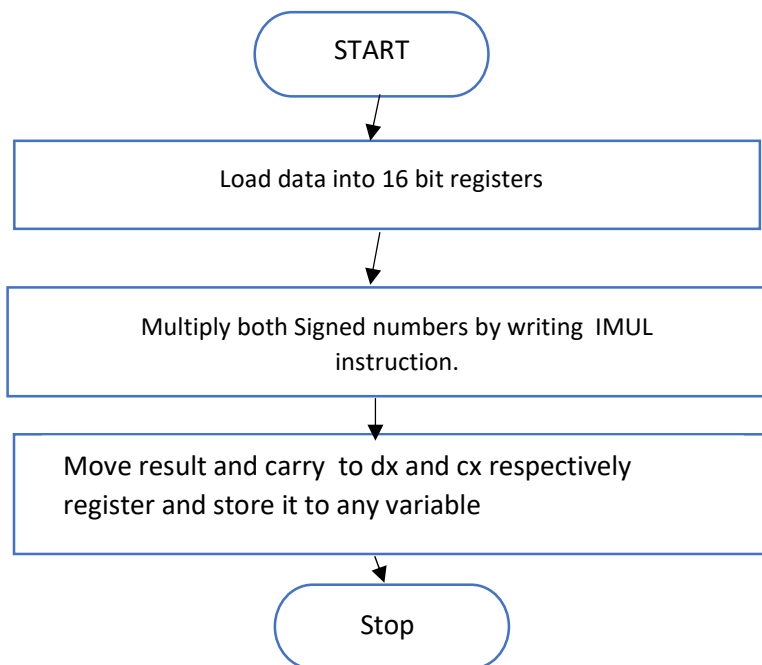 START
Load data into 16 bit registers
Multiply both Signed numbers by writing  IMUL
instruction.
Move result and carry  to dx and cx respectively
register and store it to any variable
Stop